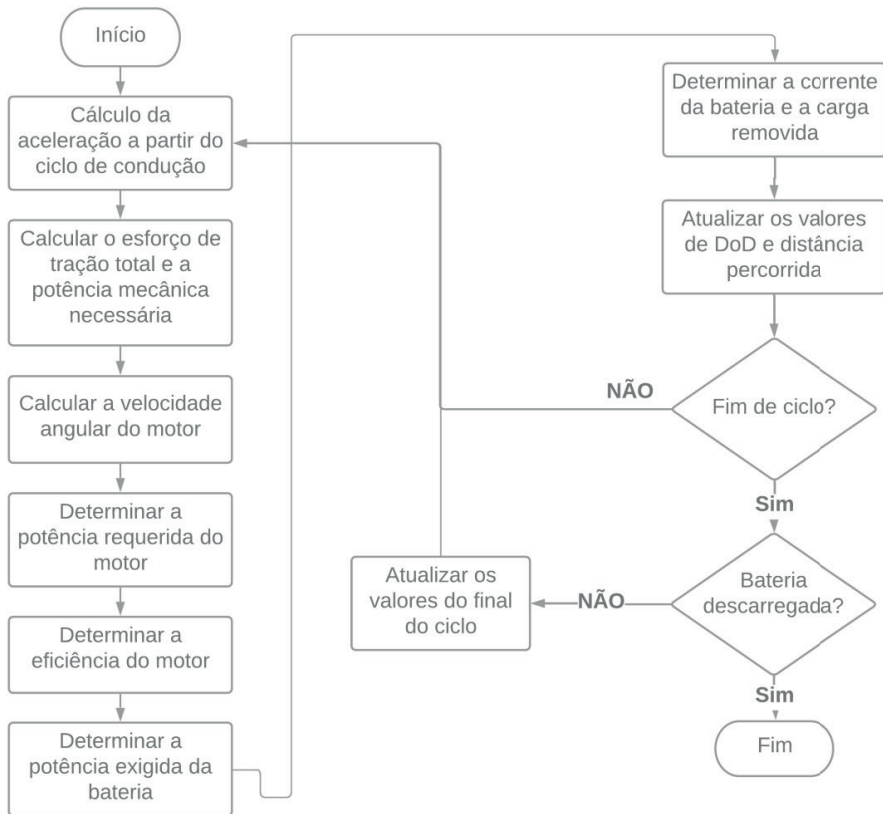 Início
Cálculo da
aceleração a partir do
ciclo de condução
Calcular o esforço de
tração total e a
potência mecânica
necessária
Calcular a velocidade
angular do motor
Determinar a
potência requerida do
motor
Determinar a
eficiência do motor
Determinar a
potência exigida da
bateria
Determinar a corrente
da bateria e a carga
removida
Atualizar os valores
de DoD e distância
percorrida
Fim de ciclo?
NÃO
Sim
Bateria
descarregada?
NÃO
Atualizar os
valores do final
do ciclo
Sim
Fim